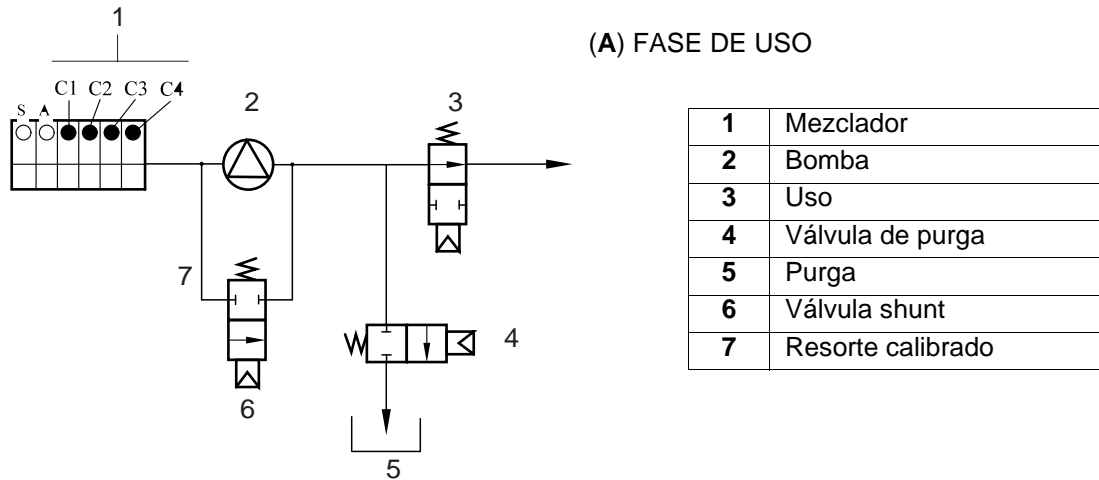 1
(A) FASE DE USO
S A C1 C2 C3 C4
2
3
1 Mezclador
2 Bomba
3 Uso
4 Válvula de purga
5 Purga
6 Válvula shunt
7 Resorte calibrado
7
4
6
5